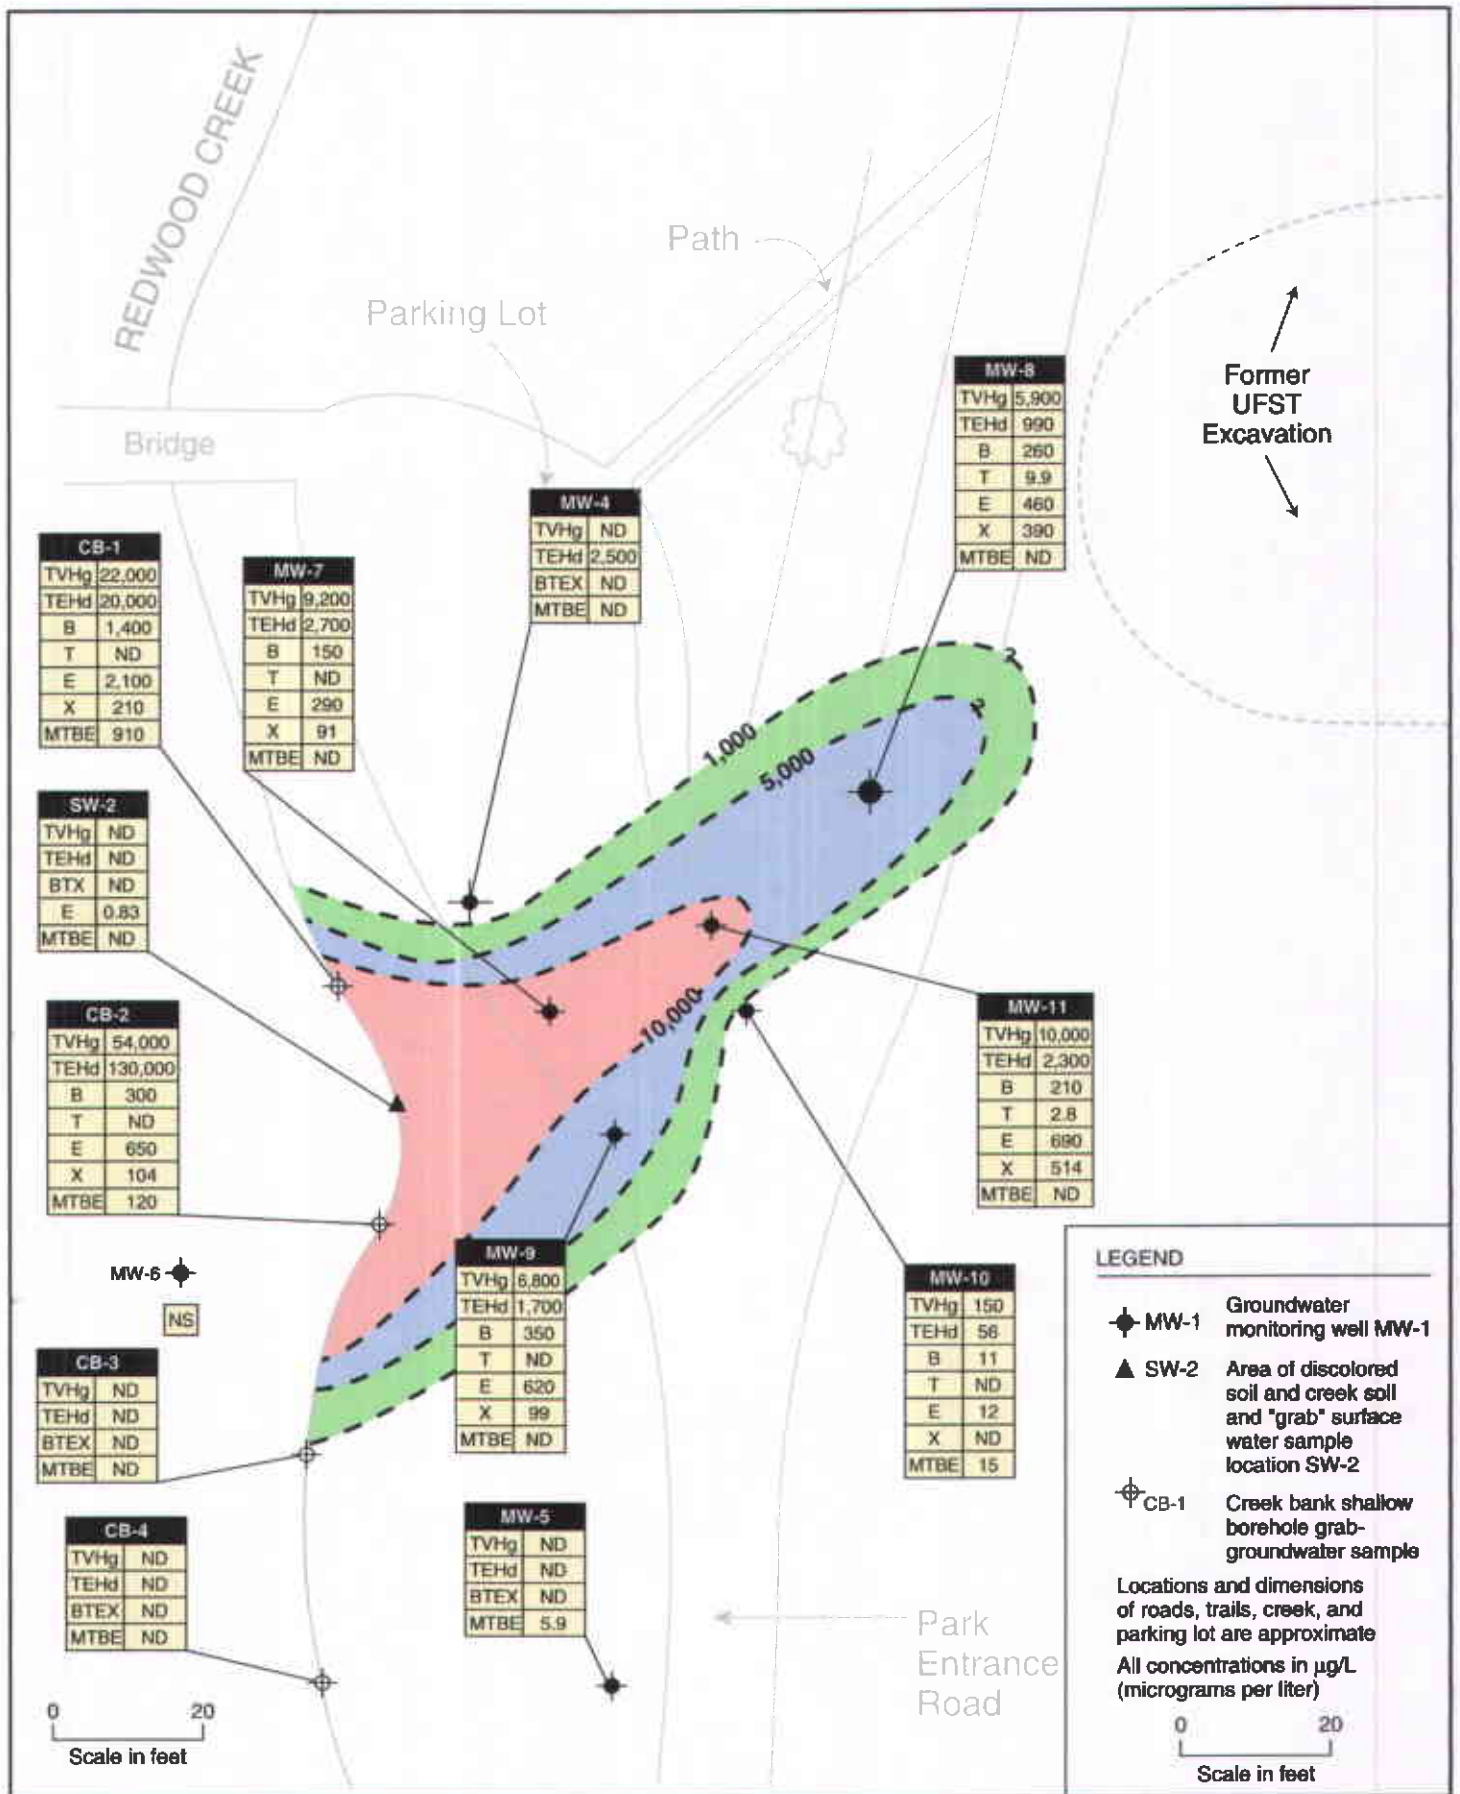 REDWOOD CREEK
Path
Parking Lot
Bridge
Former
UFST
Excavation
MW-8
TVHg 5,900
TEHd 990
B 260
T 9.9
E 460
X 390
MTBE ND
MW-4
TVHg ND
TEHd 2,500
BTEX ND
MTBE ND
CB-1
TVHg 22,000
TEHd 20,000
B 1,400
T ND
E 2,100
X 210
MTBE 910
MW-7
TVHg 9,200
TEHd 2,700
B 150
T ND
E 290
X 91
MTBE ND
SW-2
TVHg ND
TEHd ND
BTX ND
E 0.83
MTBE ND
?
?
1,000
5,000
10,000
CB-2
TVHg 54,000
TEHd 130,000
B 300
T ND
E 650
X 104
MTBE 120
MW-11
TVHg 10,000
TEHd 2,300
B 210
T 2.8
E 690
X 514
MTBE ND
MW-6
NS
MW-9
TVHg 6,800
TEHd 1,700
B 350
T ND
E 620
X 99
MTBE ND
MW-10
TVHg 150
TEHd 56
B 11
T ND
E 12
X ND
MTBE 15
CB-3
TVHg ND
TEHd ND
BTEX ND
MTBE ND
CB-4
TVHg ND
TEHd ND
BTEX ND
MTBE ND
MW-5
TVHg ND
TEHd ND
BTEX ND
MTBE 5.9
Park
Entrance
Road
0 20
Scale in feet
LEGEND
MW-1 Groundwater
monitoring well MW-1
SW-2 Area of discolored
soil and creek soil
and "grab" surface
water sample
location SW-2
CB-1 Creek bank shallow
borehole grab-
groundwater sample
Locations and dimensions
of roads, trails, creek, and
parking lot are approximate
All concentrations in µg/L
(micrograms per liter)
0 20
Scale in feet